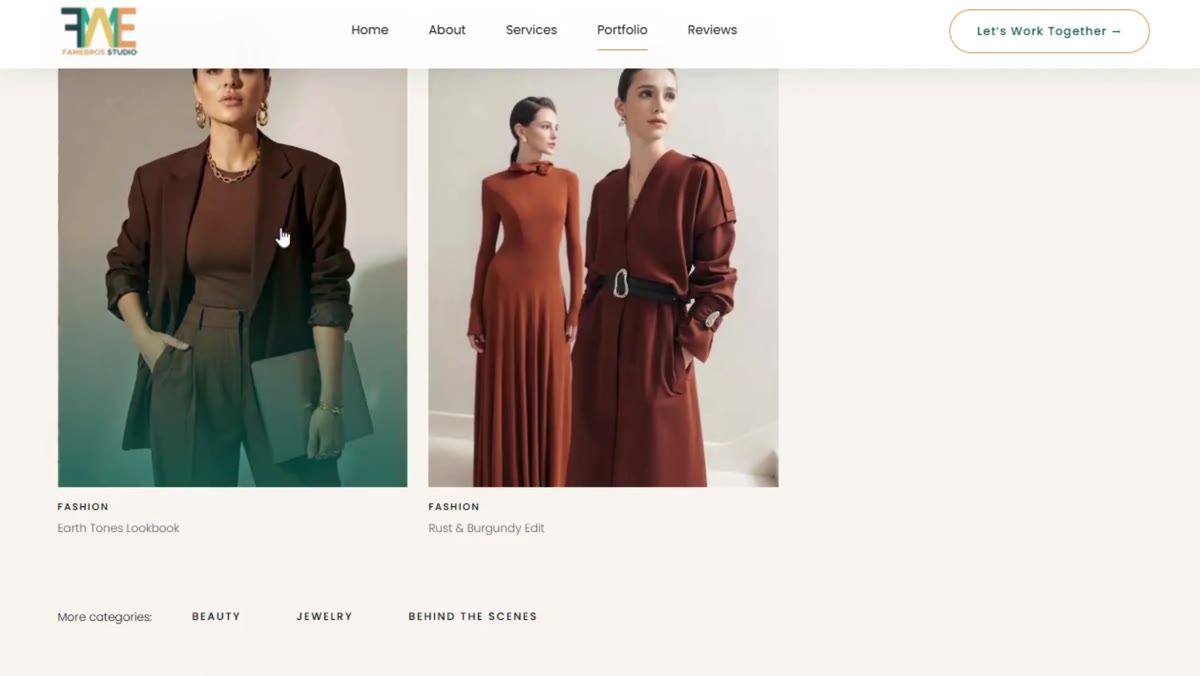 FWE
FAMEBROS STUDIO
Home About Services Portfolio Reviews
Let's Work Together →
FASHION
Earth Tones Lookbook
FASHION
Rust & Burgundy Edit
More categories: BEAUTY JEWELRY BEHIND THE SCENES